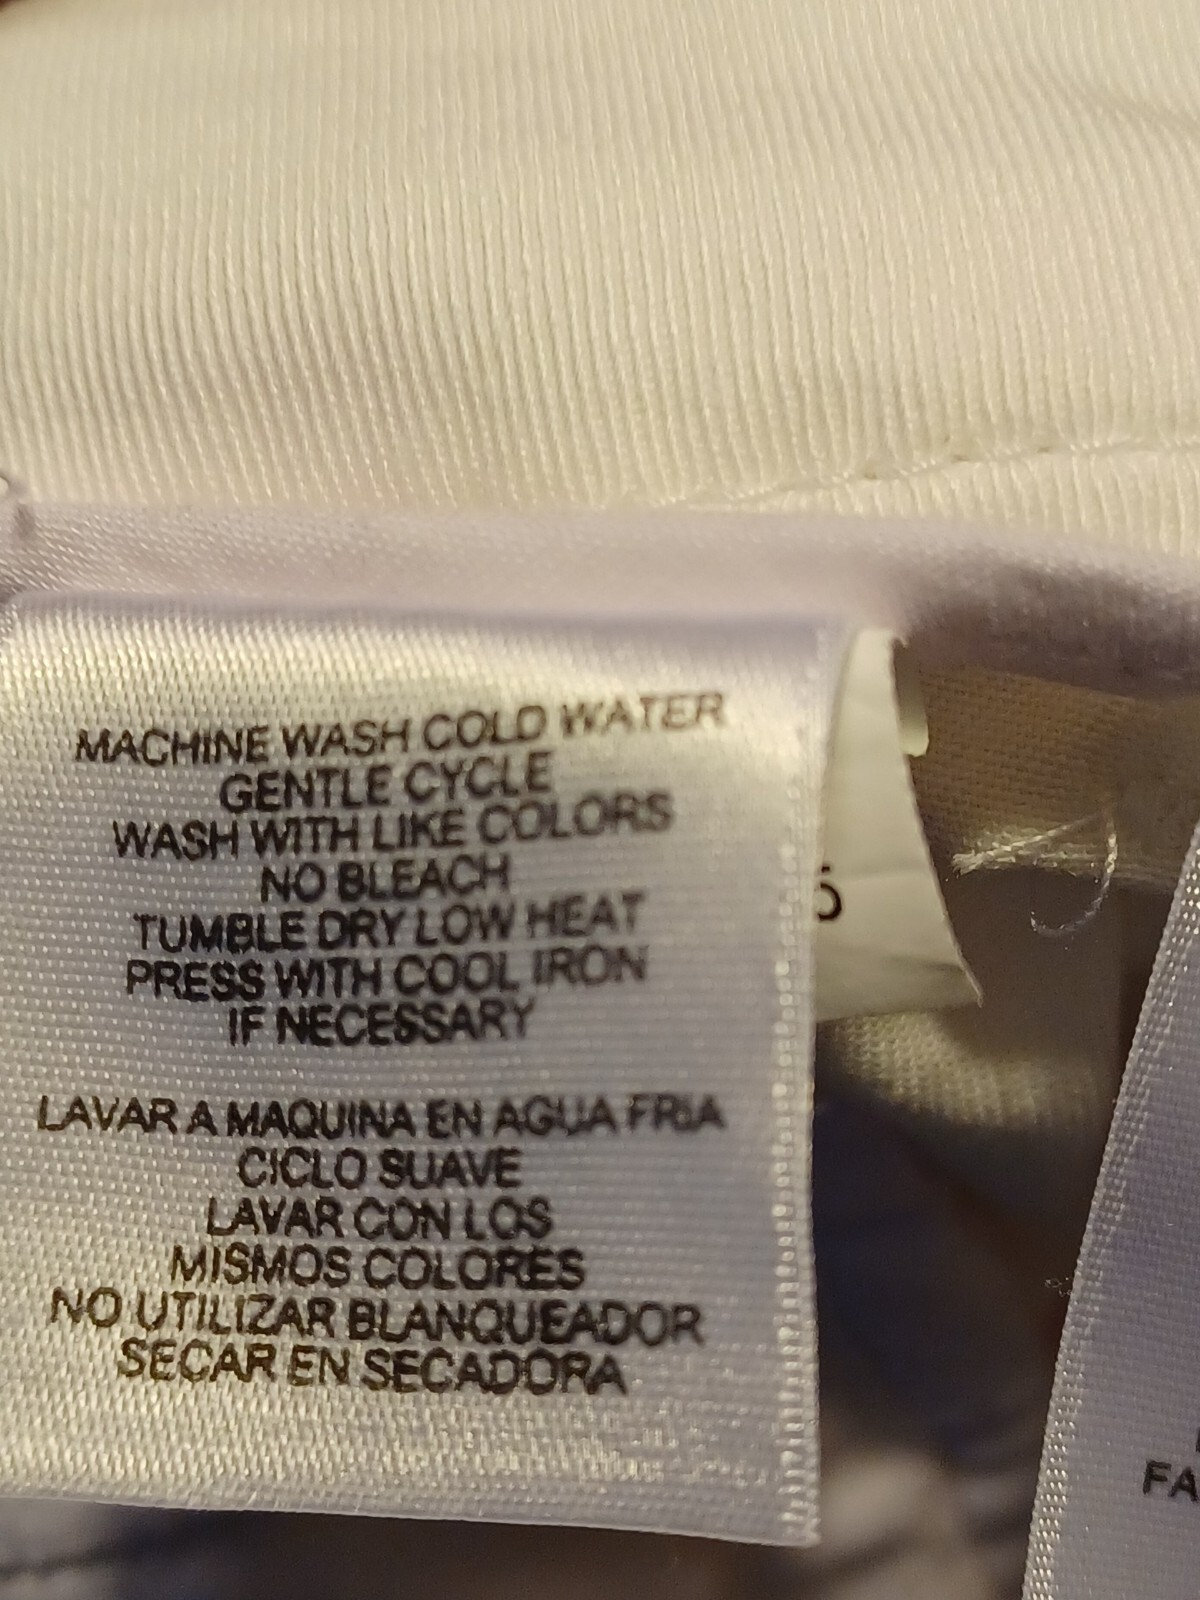 MACHINE WASH COLD WATER
GENTLE CYCLE
WASH WITH LIKE COLORS
NO BLEACH
TUMBLE DRY LOW HEAT
PRESS WITH COOL IRON
IF NECESSARY
LAVAR A MAQUINA EN AGUA FRIA
CICLO SUAVE
LAVAR CON LOS
MISMOS COLORES
NO UTILIZAR BLANQUEADOR
SECAR EN SECADORA
FA